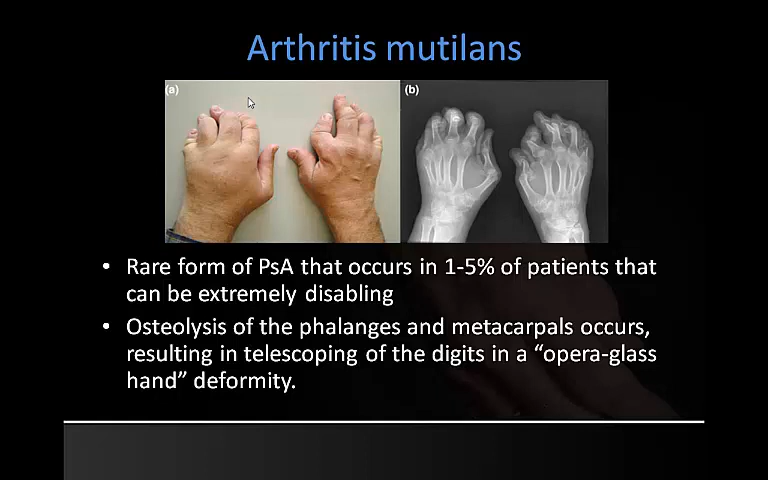 Arthritis mutilans
(a)
(b)
• Rare form of PsA that occurs in 1-5% of patients that
can be extremely disabling
• Osteolysis of the phalanges and metacarpals occurs,
resulting in telescoping of the digits in a “opera-glass
hand” deformity.